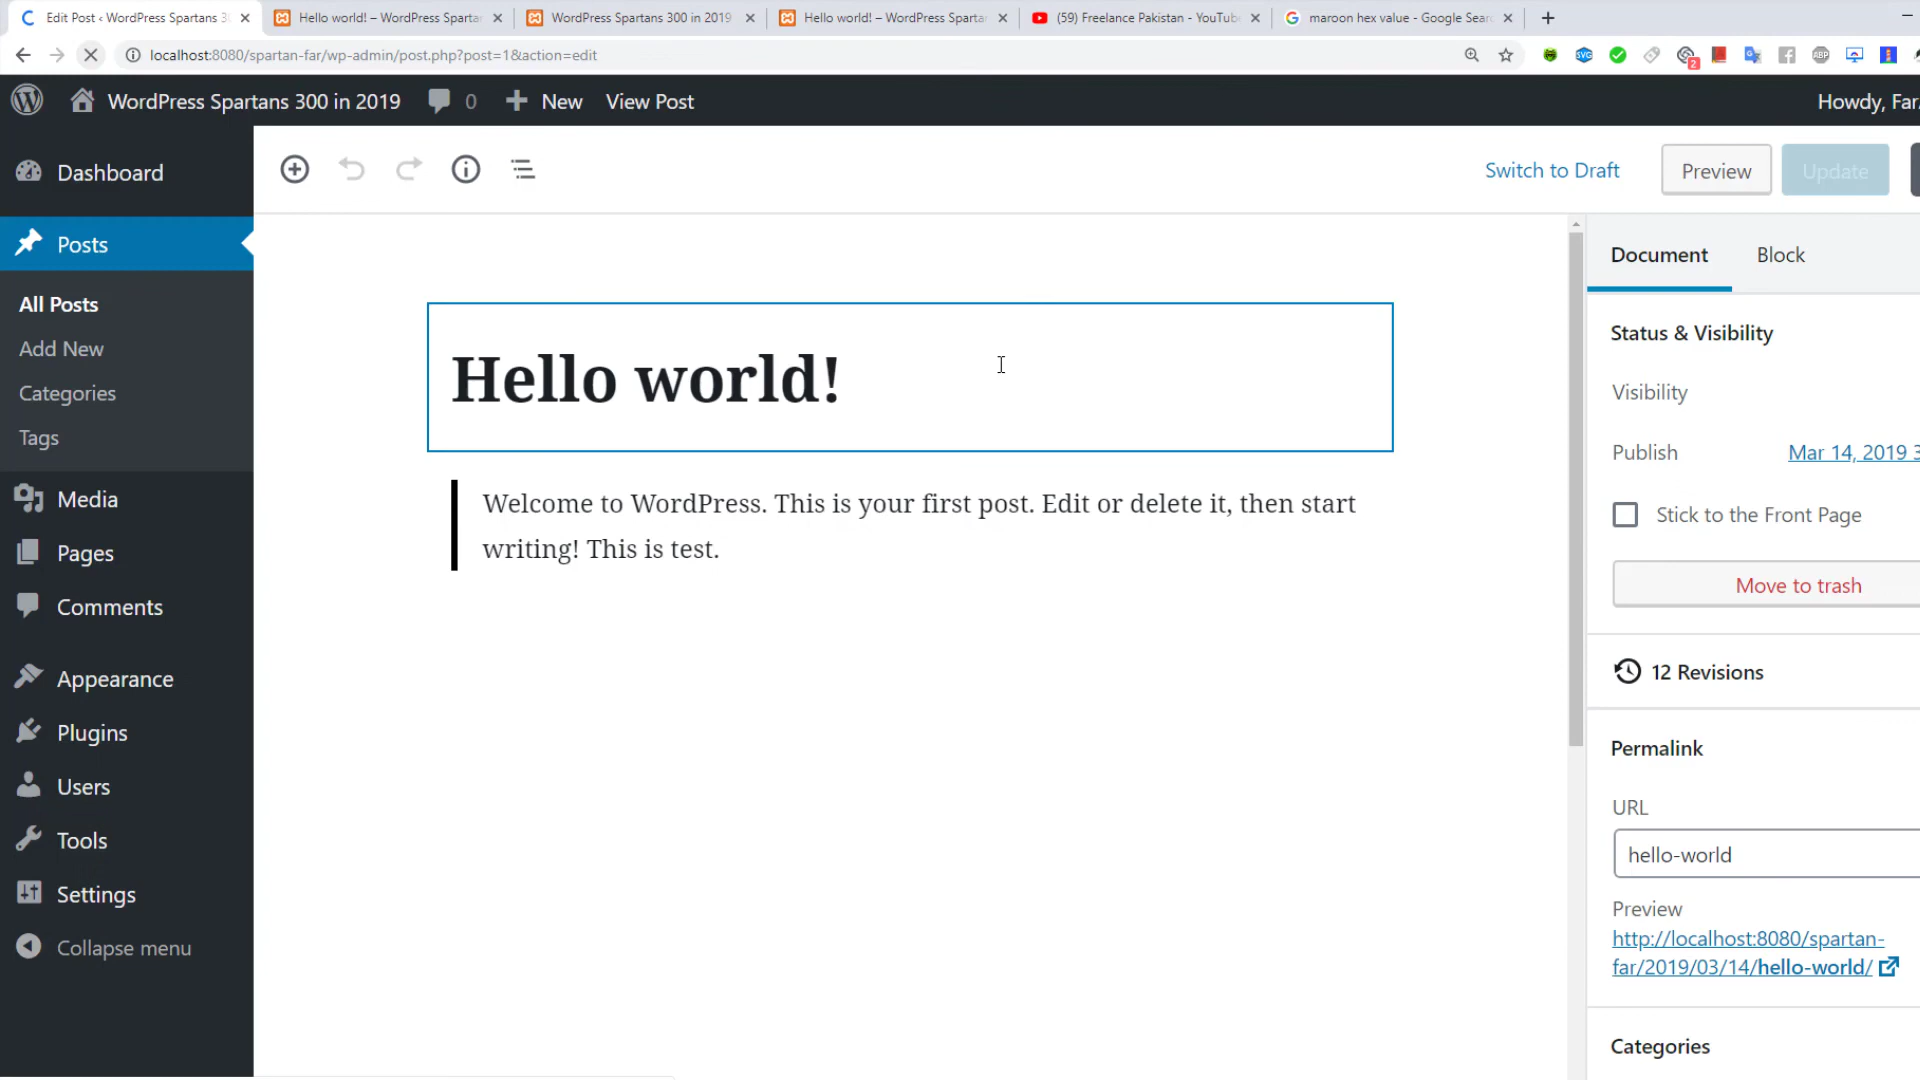 Edit Post ‹ WordPress Spartans 3
Hello world! – WordPress Sparta
WordPress Spartans 300 in 2019
Hello world! – WordPress Sparta
(59) Freelance Pakistan - YouTub
maroon hex value - Google Sear
localhost:8080/spartan-far/wp-admin/post.php?post=1&action=edit
2
ABP
WordPress Spartans 300 in 2019
0
New
View Post
Howdy, Far
Dashboard
Posts
All Posts
Add New
Categories
Tags
Media
Pages
Comments
Appearance
Plugins
Users
Tools
Settings
Collapse menu
Switch to Draft
Preview
Update
Hello world!
Welcome to WordPress. This is your first post. Edit or delete it, then start
writing! This is test.
Document
Block
Status & Visibility
Visibility
Publish
Mar 14, 2019 3
Stick to the Front Page
Move to trash
12 Revisions
Permalink
URL
hello-world
Preview
http://localhost:8080/spartan-
far/2019/03/14/hello-world/
Categories